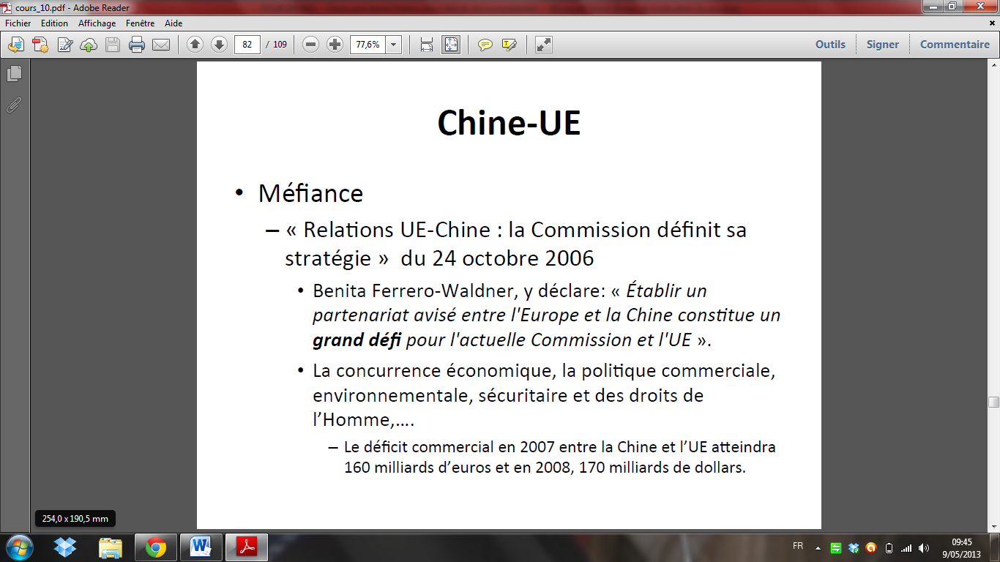 cours_10.pdf - Adobe Reader
Fichier Edition Affichage Fenêtre Aide
82 / 109 77,6% Outils Signer Commentaire
Chine-UE
• Méfiance
– « Relations UE-Chine : la Commission définit sa
stratégie » du 24 octobre 2006
• Benita Ferrero-Waldner, y déclare: « Établir un
partenariat avisé entre l'Europe et la Chine constitue un
grand défi pour l'actuelle Commission et l'UE ».
• La concurrence économique, la politique commerciale,
environnementale, sécuritaire et des droits de
l’Homme,….
– Le déficit commercial en 2007 entre la Chine et l’UE atteindra
160 milliards d’euros et en 2008, 170 milliards de dollars.
254,0 x 190,5 mm
FR
09:45
9/05/2013